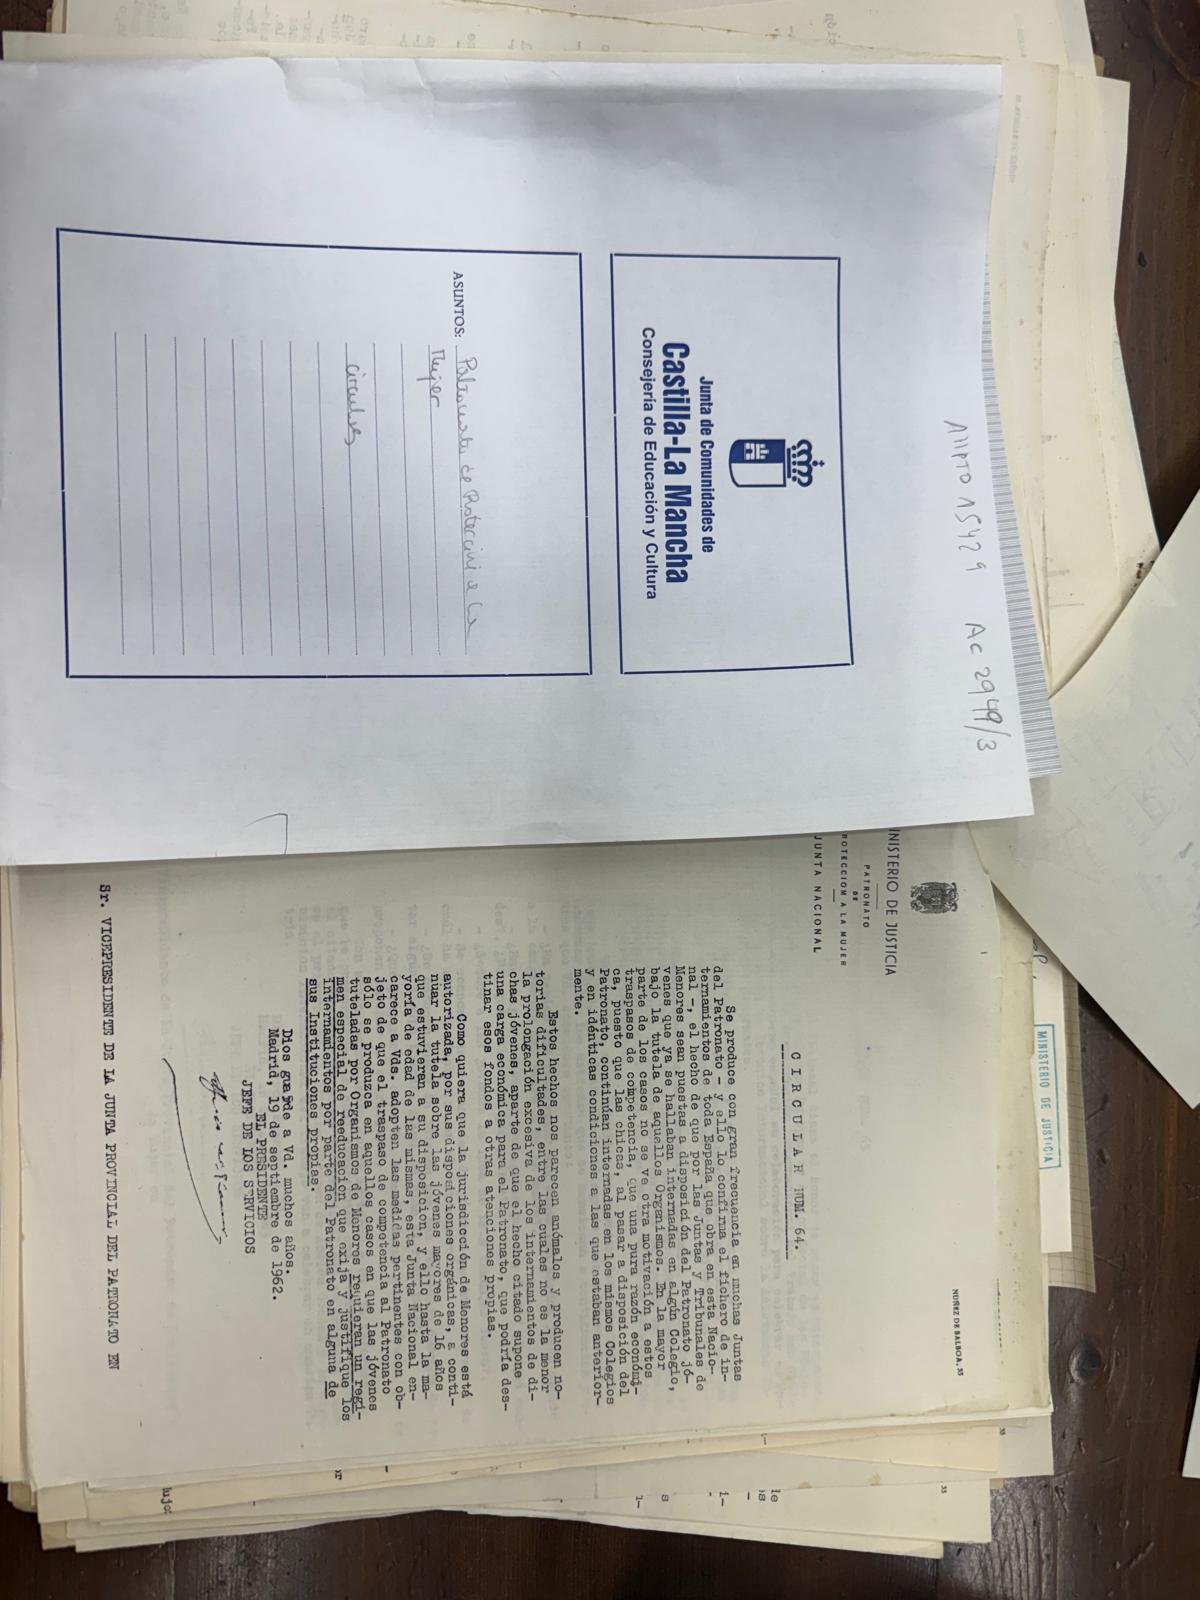 AHPTO 15429 AC 2949/3
Junta de Comunidades de
Castilla-La Mancha
Consejería de Educación y Cultura
ASUNTOS: Patronato de Protección a la
Mujer
Circulares
NISTERIO DE JUSTICIA
PATRONATO
DE
ROTECCION A LA MUJER
JUNTA NACIONAL
NUÑEZ DE BALBOA, 33
C I R C U L A R NUM. 64.
Se produce con gran frecuencia en muchas Juntas
del Patronato - y ello lo confirma el fichero de in-
ternamientos de toda España que obra en esta Nacio-
nal -, el hecho de que por las Juntas y Tribunales de
Menores sean puestas a disposición del Patronato jó-
venes que ya se halaban internadas en algún Colegio,
bajo la tutela de aquellos Organismos. En la mayor
parte de los casos no se ve otra motivación a estos
traspasos de competencia, que una pura razón económi-
ca, puesto que las chicas, al pasar a disposición del
Patronato, continúan internadas en los mismos Colegios
y en idénticas condiciones a las que estaban anterior-
mente.
Estos hechos nos parecen anómalos y producen no-
torias dificultades, entre las cuales no es la menor
la prolongación excesiva de los internamientos de di-
chas jóvenes, aparte de que el hecho citado supone
una carga económica para el Patronato, que podría des-
tinar esos fondos a otras atenciones propias.
Como quiera que la jurisdicción de Menores está
autorizada, por sus disposiciones orgánicas, a conti-
nuar la tutela sobre las jóvenes mayores de 16 años
que estuvieran a su disposición, y ello hasta la ma-
yoría de edad de las mismas, esta Junta Nacional en-
carece a Vds. adopten las medidas pertinentes con ob-
jeto de que el traspaso de competencia al Patronato
sólo se produzca en aquellos casos en que las jóvenes
tuteladas por Organismos de Menores requieran un regi-
men especial de reeducación que exija y justifique los
internamientos por parte del Patronato en alguna de
sus Instituciones propias.
Dios guarde a Vd. muchos años.
Madrid, 19 de septiembre de 1962.
EL PRESIDENTE
JEFE DE LOS SERVICIOS
Sr. VICEPRESIDENTE DE LA JUNTA PROVINCIAL DEL PATRONATO EN
MINISTERIO DE JUSTICIA